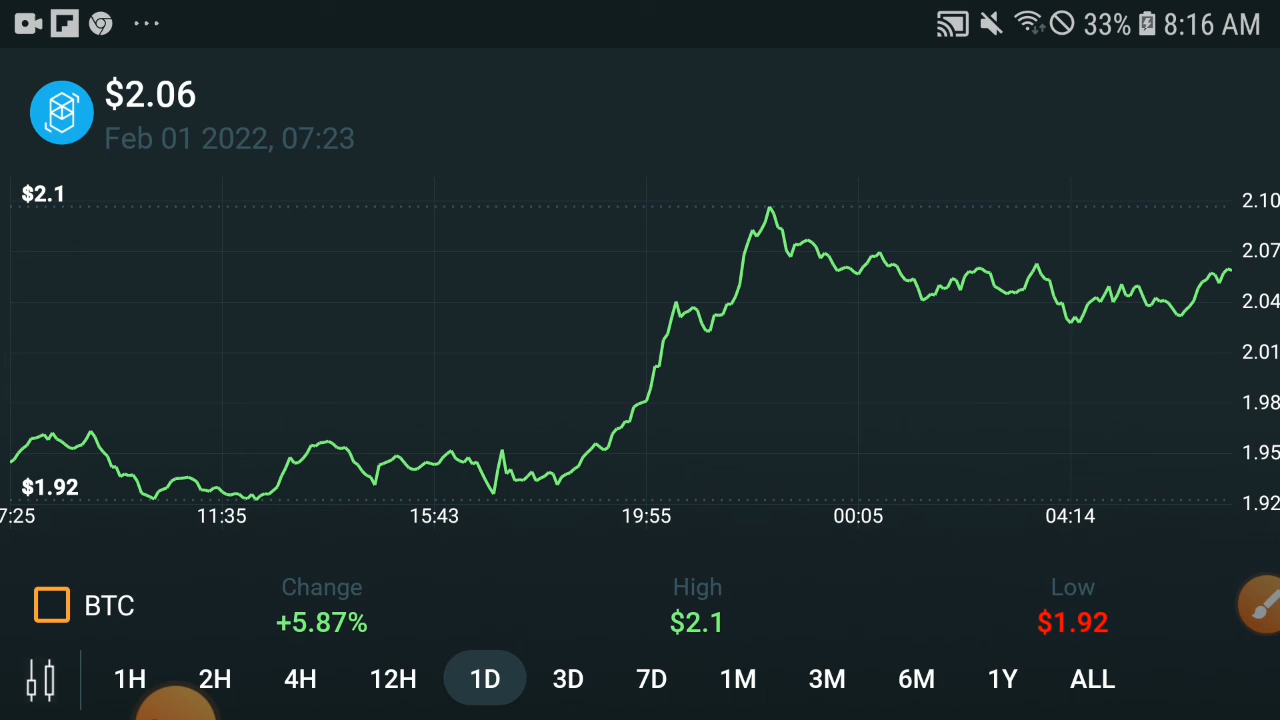 33% 8:16 AM
$2.06
Feb 01 2022, 07:23
$2.1
2.10
2.07
2.04
2.01
1.98
1.95
$1.92
1.92
7:25 11:35 15:43 19:55 00:05 04:14
BTC
Change High Low
+5.87% $2.1 $1.92
1H 2H 4H 12H 1D 3D 7D 1M 3M 6M 1Y ALL